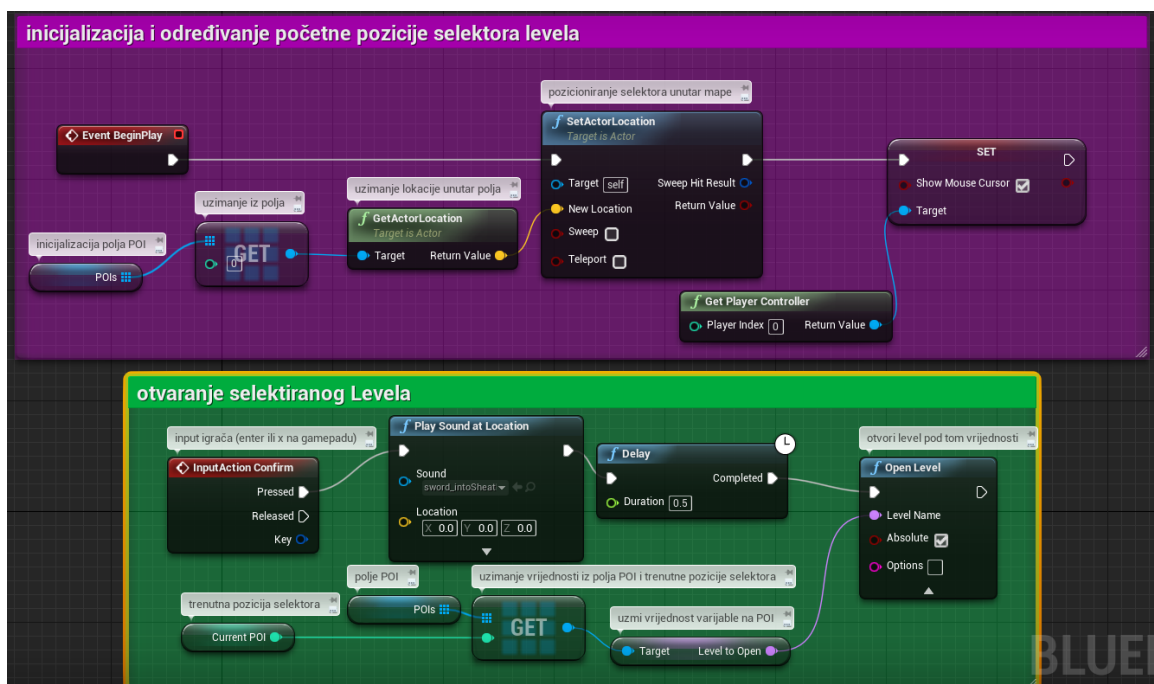 inicijalizacija i određivanje početne pozicije selektora levela
pozicioniranje selektora unutar mape
Event BeginPlay
f SetActorLocation
Target is Actor
SET
Target self
Sweep Hit Result
Show Mouse Cursor
uzimanje lokacije unutar polja
New Location
Return Value
uzimanje iz polja
f GetActorLocation
Target is Actor
Sweep
Target
inicijalizacija polja POI
GET
0
Target
Return Value
Teleport
POIs
f Get Player Controller
Player Index 0
Return Value
otvaranje selektiranog Levela
input igrača (enter ili x na gamepadu)
f Play Sound at Location
otvori level pod tom vrijednosti
InputAction Confirm
f Delay
f Open Level
Pressed
Sound
sword_intoSheat
Completed
Released
Duration 0.5
Level Name
Key
Location
X 0.0 Y 0.0 Z 0.0
Absolute
Options
polje POI
uzimanje vrijednosti iz polja POI i trenutne pozicije selektora
trenutna pozicija selektora
POIs
GET
uzmi vrijednost varijable na POI
Current POI
Target
Level to Open